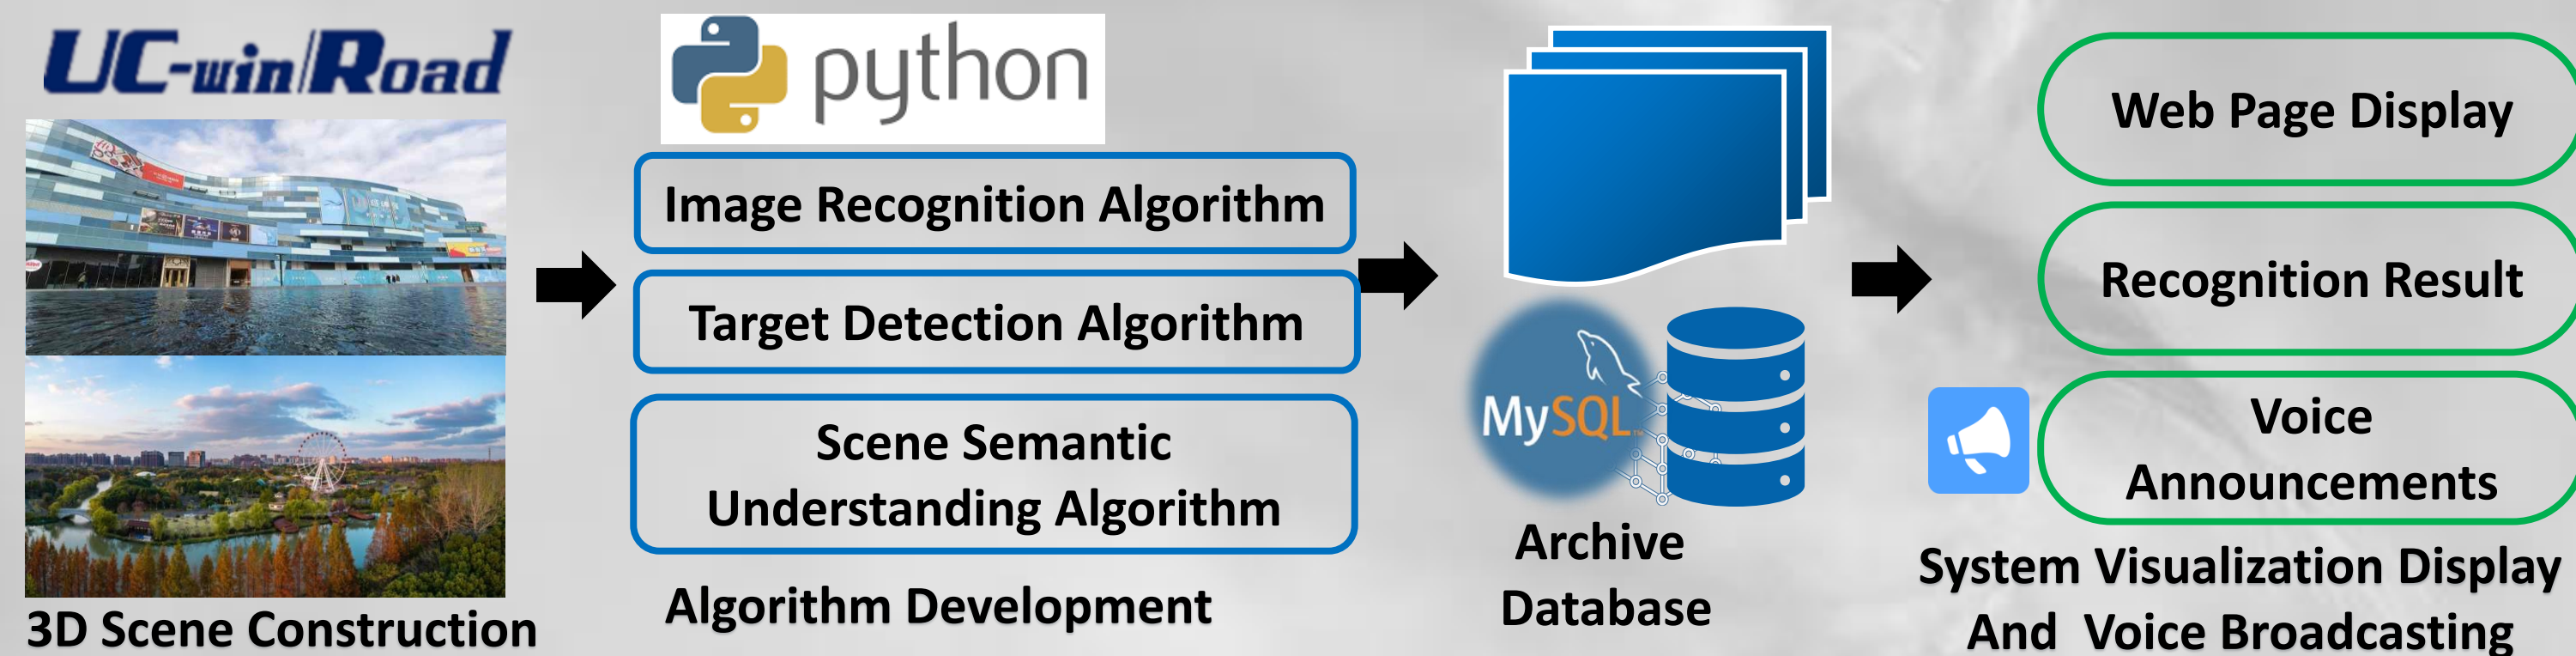 UC-win/Road
3D Scene Construction
python
Image Recognition Algorithm
Target Detection Algorithm
Scene Semantic
Understanding Algorithm
Algorithm Development
MySQL
Archive
Database
Web Page Display
Recognition Result
Voice
Announcements
System Visualization Display
And Voice Broadcasting